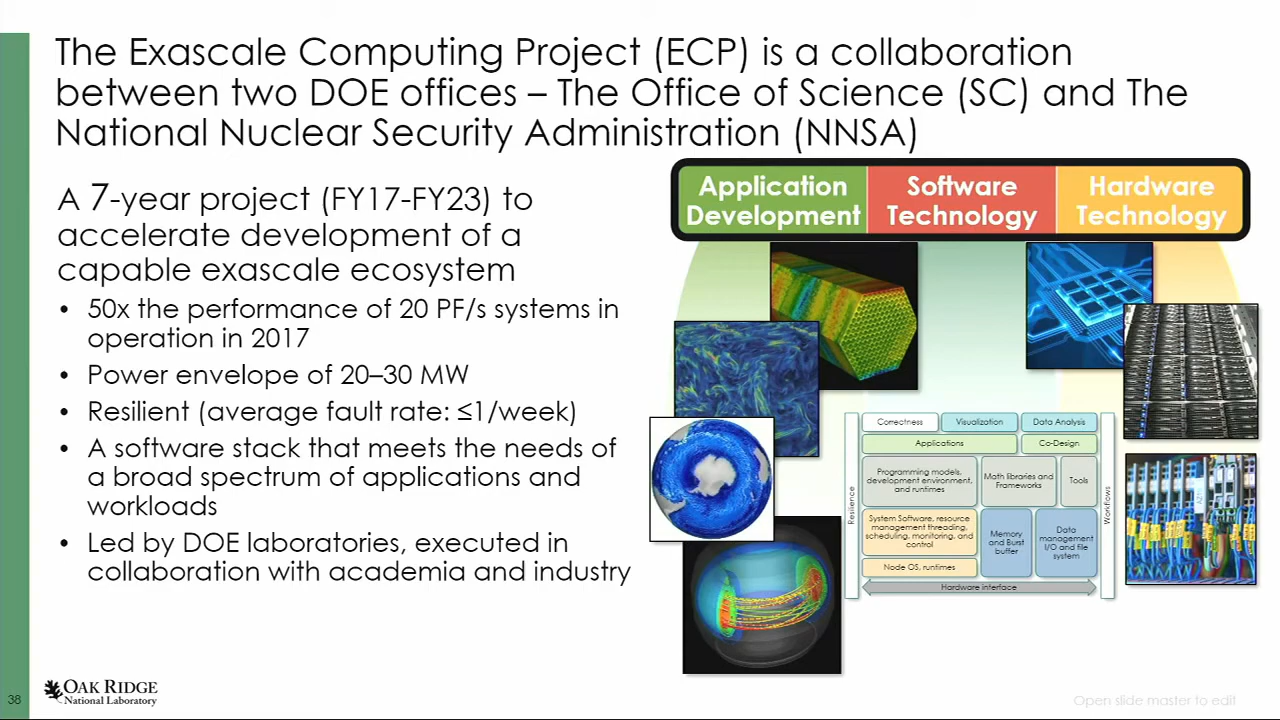 The Exascale Computing Project (ECP) is a collaboration
between two DOE offices – The Office of Science (SC) and The
National Nuclear Security Administration (NNSA)
A 7-year project (FY17-FY23) to
accelerate development of a
capable exascale ecosystem
• 50x the performance of 20 PF/s systems in
operation in 2017
• Power envelope of 20–30 MW
• Resilient (average fault rate: ≤1/week)
• A software stack that meets the needs of
a broad spectrum of applications and
workloads
• Led by DOE laboratories, executed in
collaboration with academia and industry
Application
Development
Software
Technology
Hardware
Technology
Resilience
Correctness
Visualization
Data Analysis
Applications
Co-Design
Programming models,
development environment,
and runtimes
Math libraries and
Frameworks
Tools
System Software, resource
management threading,
scheduling, monitoring, and
control
Memory
and Burst
buffer
Data
management
I/O and file
system
Node OS, runtimes
Hardware interface
Workflows
38
OAK RIDGE
National Laboratory
Open slide master to edit